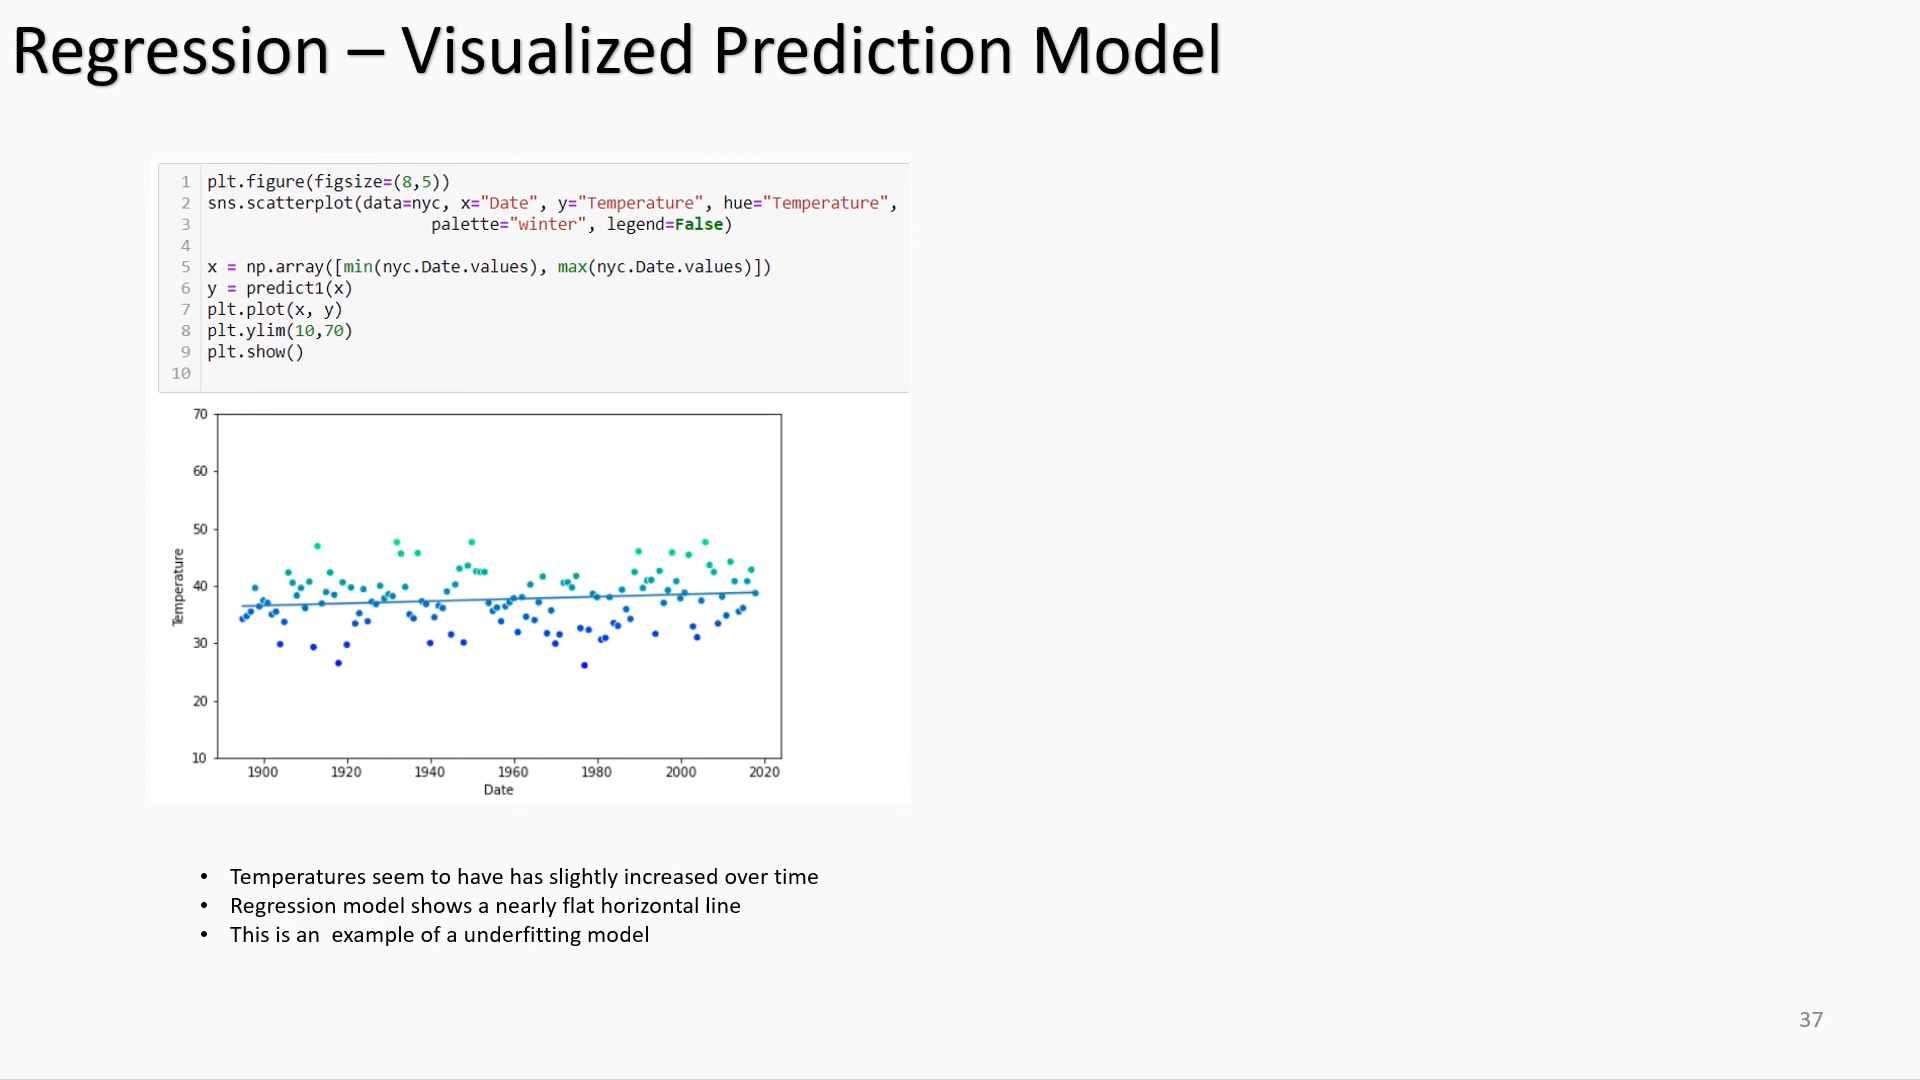 Regression – Visualized Prediction Model
1 plt.figure(figsize=(8,5))
2 sns.scatterplot(data=nyc, x="Date", y="Temperature", hue="Temperature",
3 palette="winter", legend=False)
4
5 x = np.array([min(nyc.Date.values), max(nyc.Date.values)])
6 y = predict1(x)
7 plt.plot(x, y)
8 plt.ylim(10,70)
9 plt.show()
10
70
60
50
40
30
20
10
Temperature
1900 1920 1940 1960 1980 2000 2020
Date
• Temperatures seem to have has slightly increased over time
• Regression model shows a nearly flat horizontal line
• This is an  example of a underfitting model
37